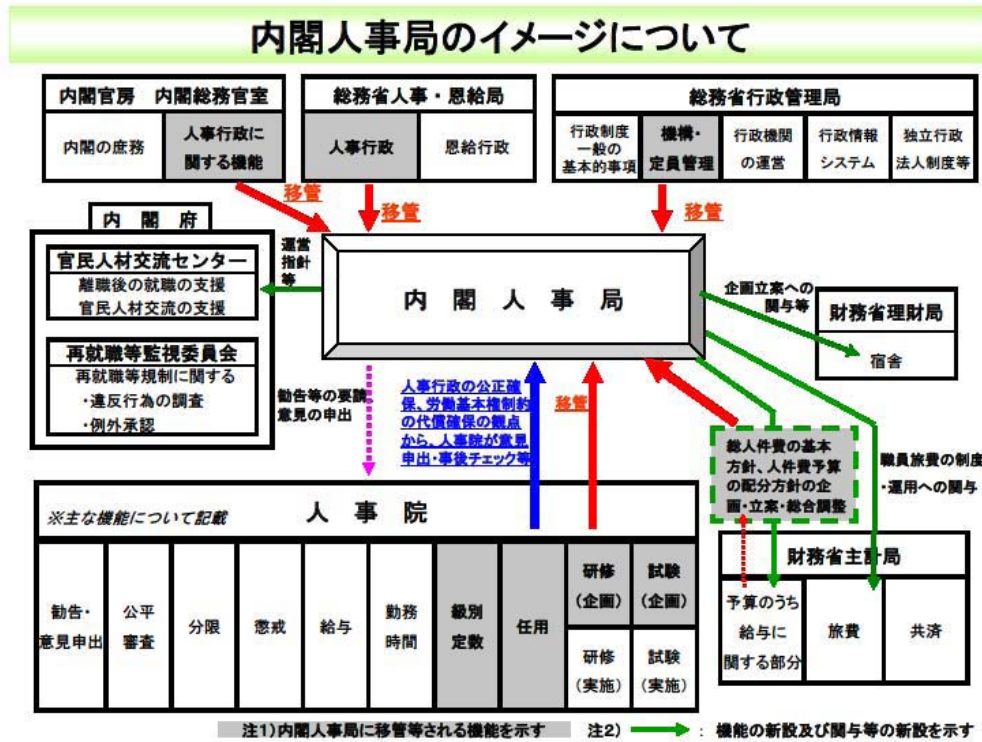 内閣人事局のイメージについて
内閣官房 内閣総務官室
内閣の庶務
人事行政に
関する機能
総務省人事・恩給局
人事行政
恩給行政
総務省行政管理局
行政制度
一般の
基本的事項
機構・
定員管理
行政機関
の運営
行政情報
システム
独立行政
法人制度等
移管
移管
移管
内 閣 府
官民人材交流センター
離職後の就職の支援
官民人材交流の支援
再就職等監視委員会
再就職等規制に関する
・違反行為の調査
・例外承認
運営
指針
等
内 閣 人 事 局
企画立案への
関与等
財務省理財局
宿舎
勧告等の要請
意見の申出
人事行政の公正確
保、労働基本権制約
の代償確保の観点
から、人事院が意見
申出・事後チェック等
移管
総人件費の基本
方針、人件費予算
の配分方針の企
画・立案・総合調整
職員旅費の制度
・運用への関与
※主な機能について記載
人 事 院
勧告・
意見申出
公平
審査
分限
懲戒
給与
勤務
時間
級別
定数
任用
研修
(企画)
試験
(企画)
研修
(実施)
試験
(実施)
財務省主計局
予算のうち
給与に
関する部分
旅費
共済
注1)内閣人事局に移管等される機能を示す
注2) : 機能の新設及び関与等の新設を示す